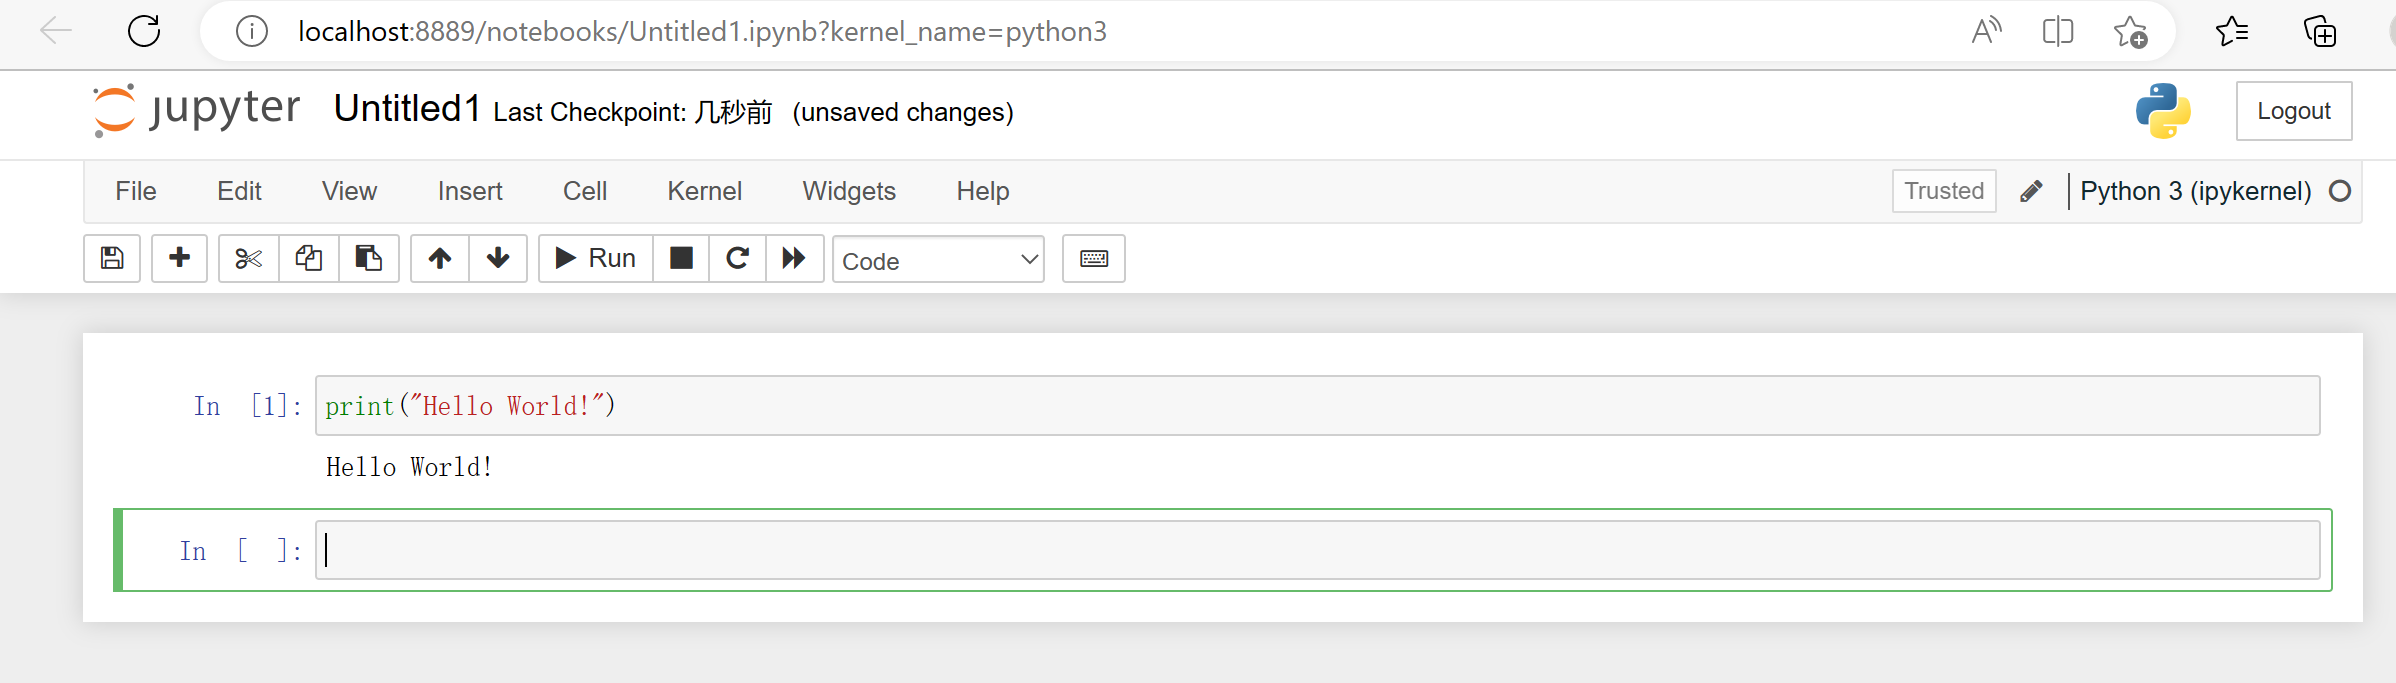 localhost:8889/notebooks/Untitled1.ipynb?kernel_name=python3
jupyter Untitled1 Last Checkpoint: 几秒前 (unsaved changes)
Logout
File Edit View Insert Cell Kernel Widgets Help
Trusted Python 3 (ipykernel)
Run Code
In [1]: print("Hello World!")
Hello World!
In [ ]: